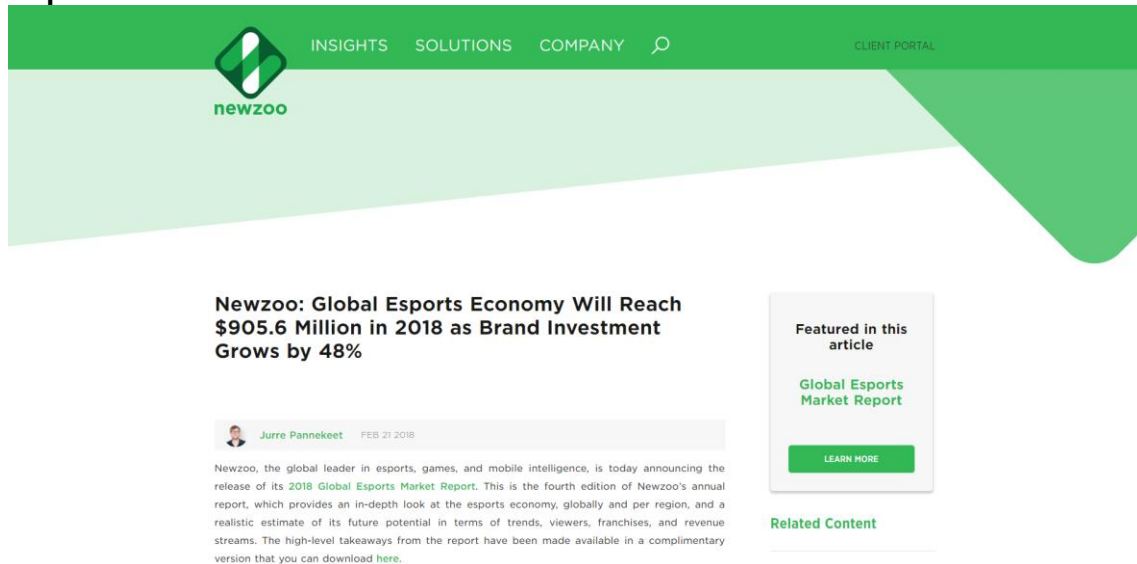 INSIGHTS SOLUTIONS COMPANY CLIENT PORTAL
newzoo
Newzoo: Global Esports Economy Will Reach
$905.6 Million in 2018 as Brand Investment
Grows by 48%
Jurre Pannekeet FEB 21 2018
Newzoo, the global leader in esports, games, and mobile intelligence, is today announcing the
release of its 2018 Global Esports Market Report. This is the fourth edition of Newzoo's annual
report, which provides an in-depth look at the esports economy, globally and per region, and a
realistic estimate of its future potential in terms of trends, viewers, franchises, and revenue
streams. The high-level takeaways from the report have been made available in a complimentary
version that you can download here.
Featured in this
article
Global Esports
Market Report
LEARN MORE
Related Content